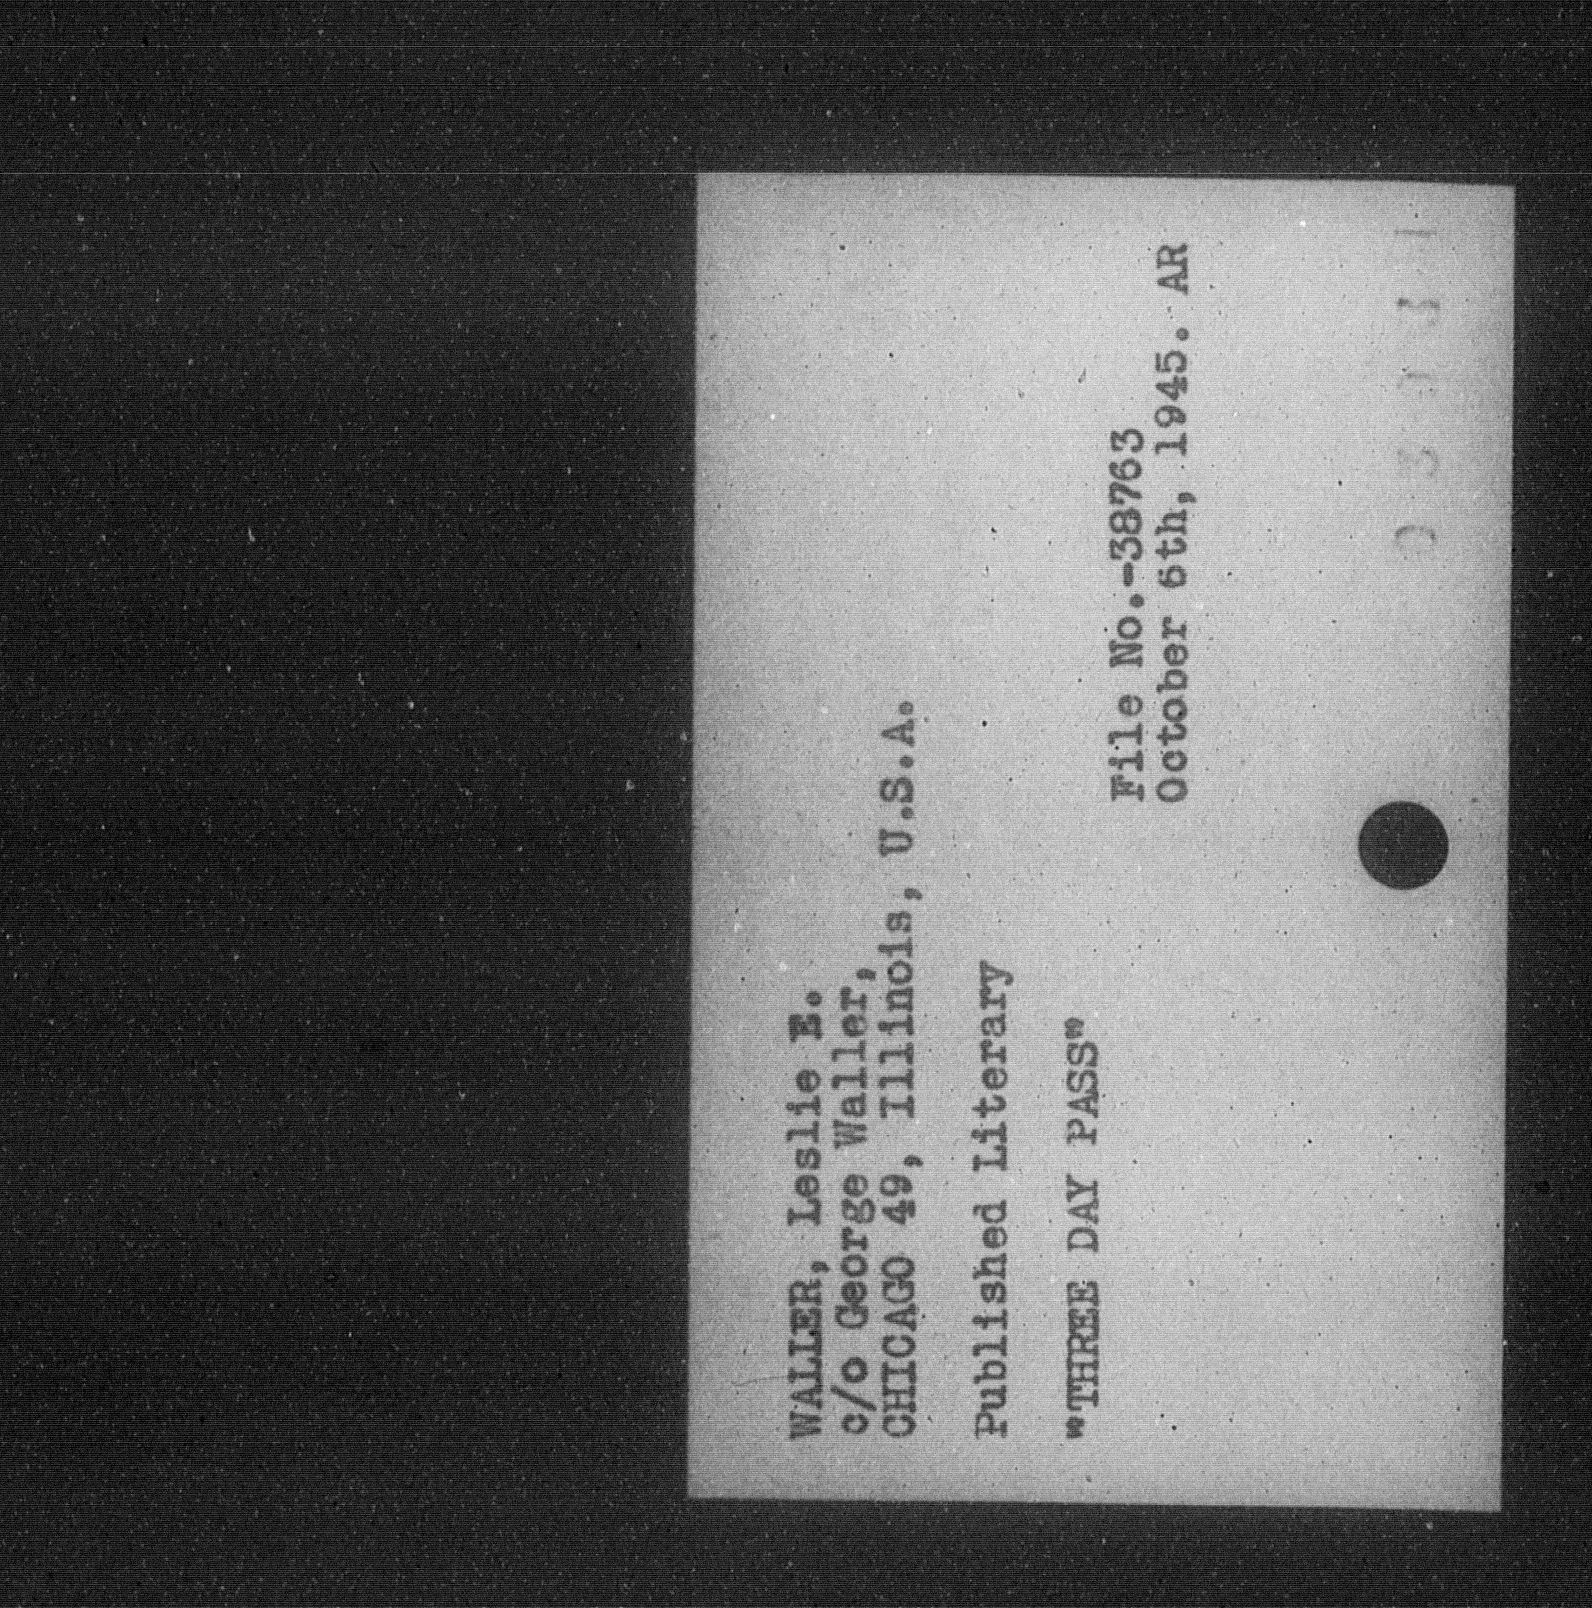 WALLER, Leslie E.
c/o George Waller,
CHICAGO 49, Illinois, U.S.A.
Published Literary
"THREE DAY PASS"
File No.-38763
October 6th, 1945. AR